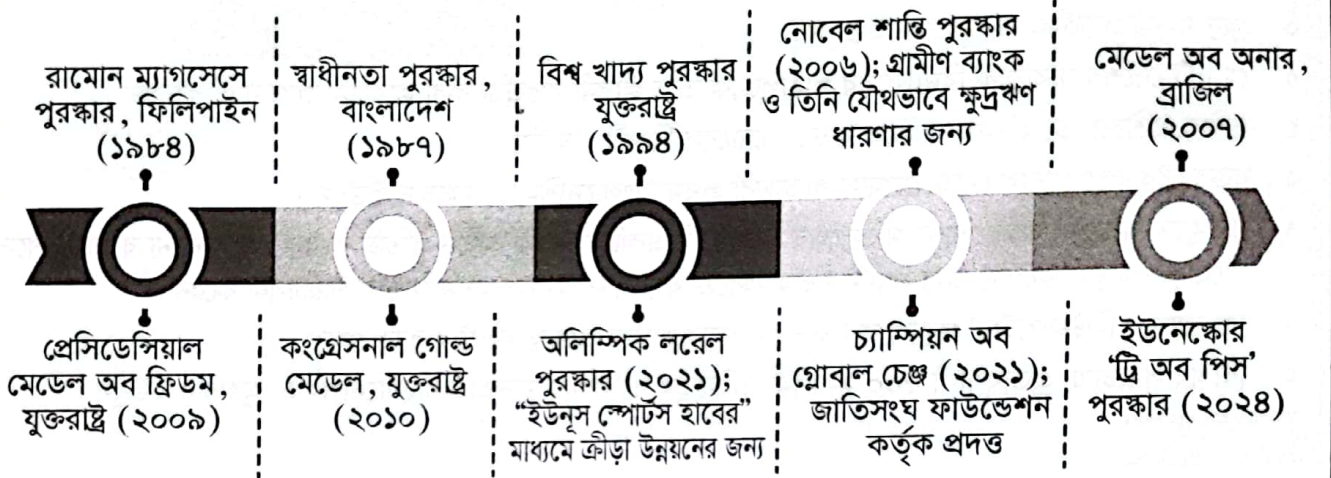 রামোন ম্যাগসেসে
পুরস্কার, ফিলিপাইন
(১৯৮৪)
স্বাধীনতা পুরস্কার,
বাংলাদেশ
(১৯৮৭)
বিশ্ব খাদ্য পুরস্কার
যুক্তরাষ্ট্র
(১৯৯৪)
নোবেল শান্তি পুরস্কার
(২০০৬); গ্রামীণ ব্যাংক
ও তিনি যৌথভাবে ক্ষুদ্রঋণ
ধারণার জন্য
মেডেল অব অনার,
ব্রাজিল
(২০০৭)
প্রেসিডেন্সিয়াল
মেডেল অব ফ্রিডম,
যুক্তরাষ্ট্র (২০০৯)
কংগ্রেসনাল গোল্ড
মেডেল, যুক্তরাষ্ট্র
(২০১০)
অলিম্পিক লরেল
পুরস্কার (২০২১);
“ইউনূস স্পোর্টস হাবের”
মাধ্যমে ক্রীড়া উন্নয়নের জন্য
চ্যাম্পিয়ন অব
গ্লোবাল চেঞ্জ (২০২১);
জাতিসংঘ ফাউন্ডেশন
কর্তৃক প্রদত্ত
ইউনেস্কোর
‘ট্রি অব পিস’
পুরস্কার (২০২৪)